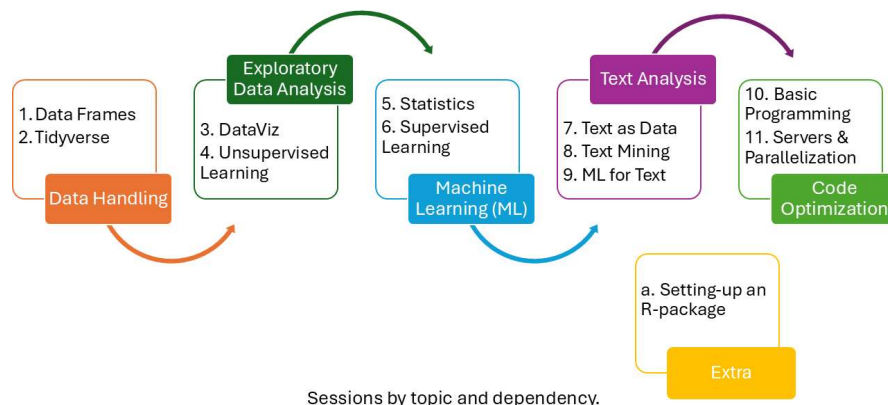 1. Data Frames
2. Tidyverse
Data Handling
Exploratory
Data Analysis
3. DataViz
4. Unsupervised
Learning
5. Statistics
6. Supervised
Learning
Machine
Learning (ML)
Text Analysis
7. Text as Data
8. Text Mining
9. ML for Text
10. Basic
Programming
11. Servers &
Parallelization
Code
Optimization
a. Setting-up an
R-package
Extra
Sessions by topic and dependency.